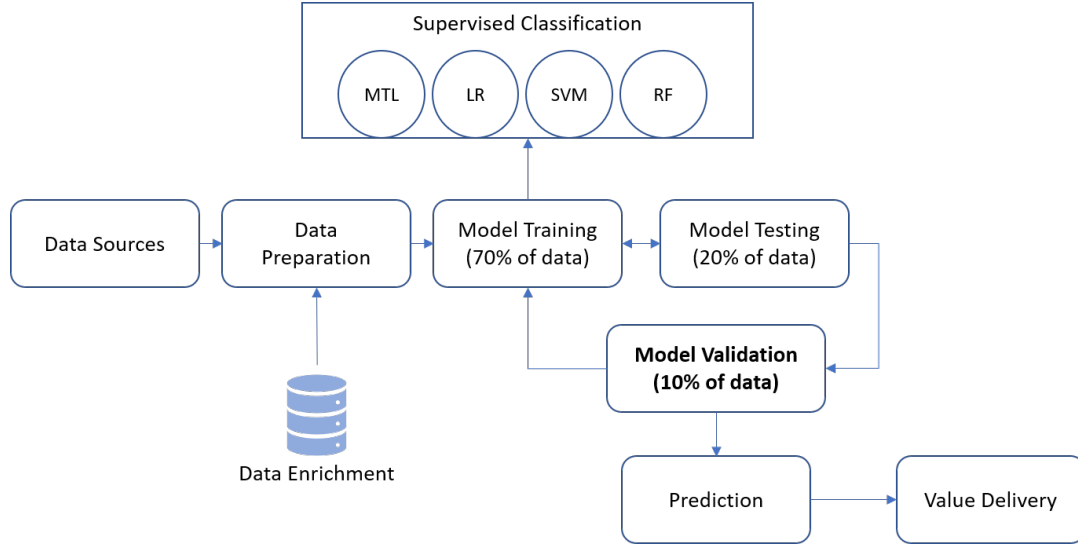 Supervised Classification
MTL
LR
SVM
RF
Data Sources
Data
Preparation
Model Training
(70% of data)
Model Testing
(20% of data)
Model Validation
(10% of data)
Data Enrichment
Prediction
Value Delivery